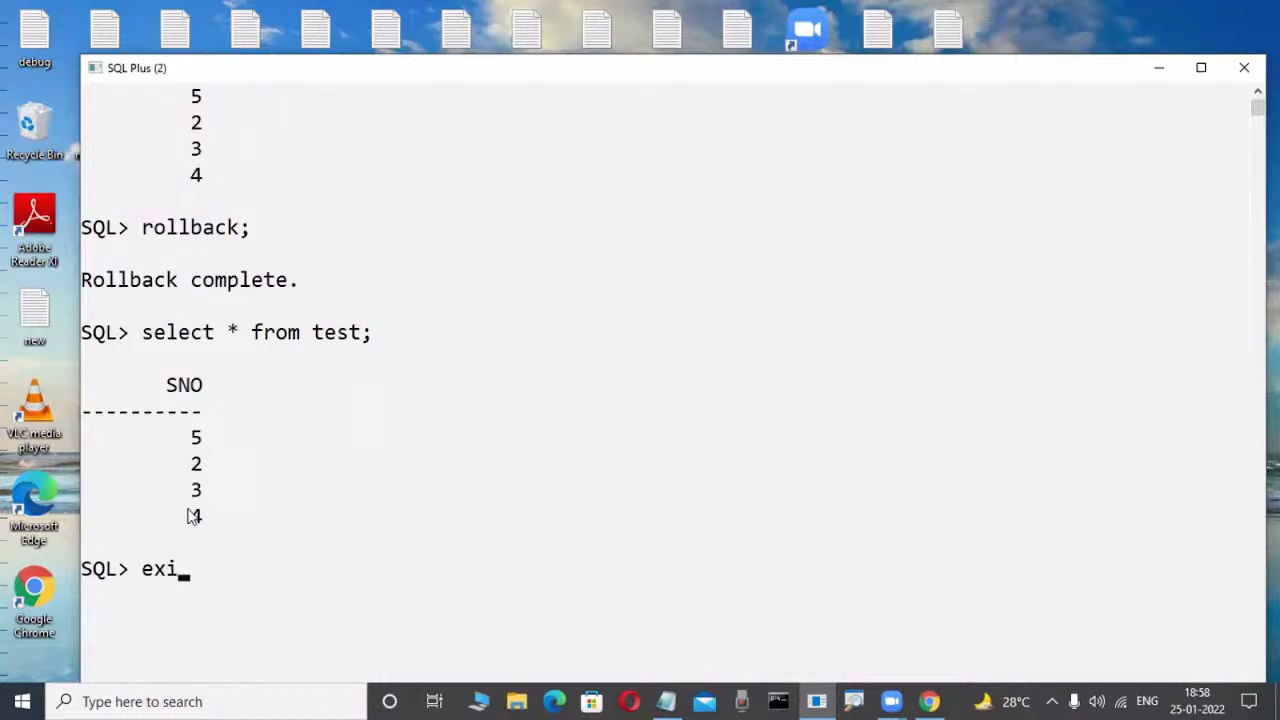 debug
SQL Plus (2)
5
2
3
4
Recycle Bin
SQL> rollback;
Adobe
Reader XI
Rollback complete.
SQL> select * from test;
new
SNO
----------
5
2
3
4
VLC media
player
Microsoft
Edge
SQL> exi_
Google
Chrome
Type here to search
28°C
ENG
18:58
25-01-2022